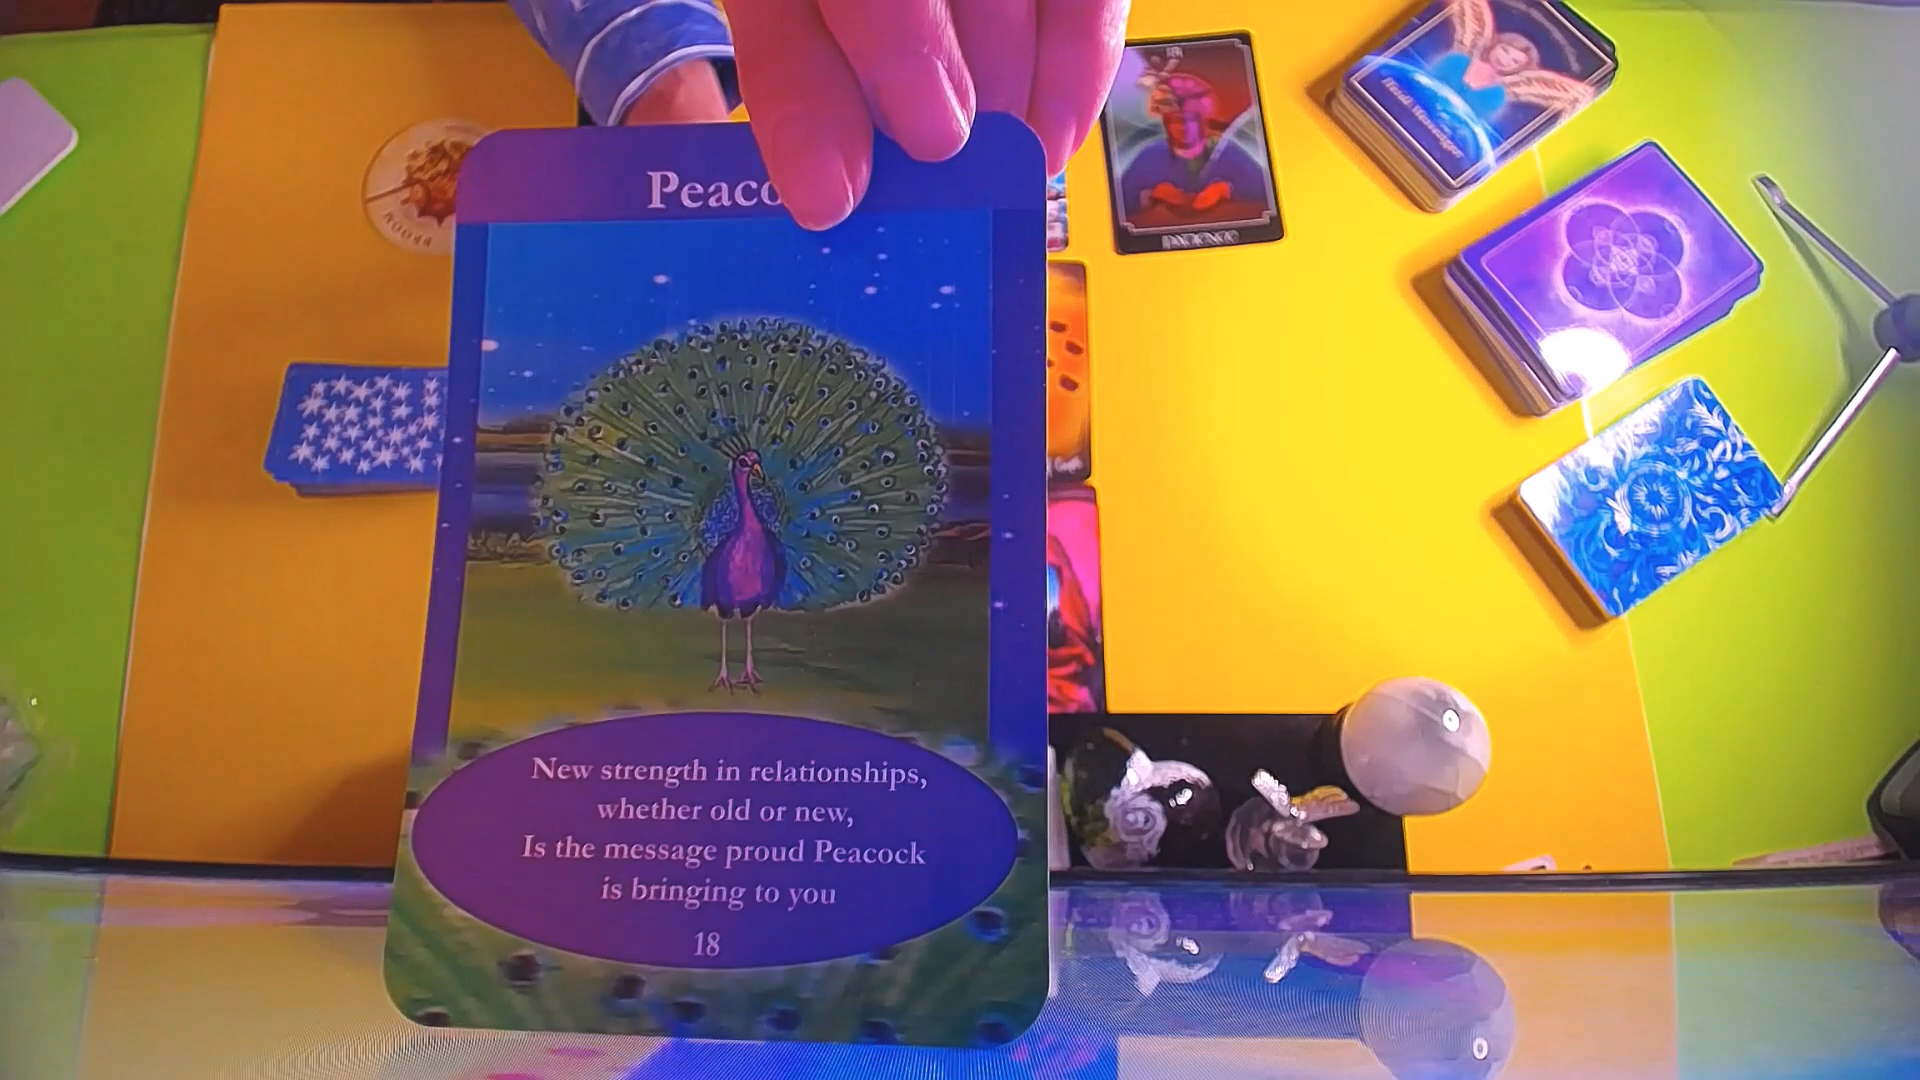 Peaco
New strength in relationships,
whether old or new,
Is the message proud Peacock
is bringing to you
18